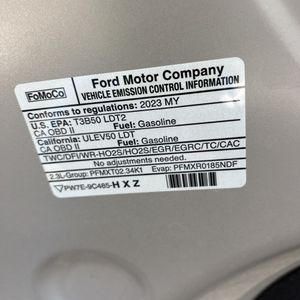 FoMoCo
Ford Motor Company
VEHICLE EMISSION CONTROL INFORMATION
Conforms to regulations: 2023 MY
U.S. EPA: T3B50 LDT2
CA OBD II Fuel: Gasoline
California: ULEV50 LDT
CA OBD II Fuel: Gasoline
TWC/DFI/WR-HO2S/HO2S/EGR/EGRC/TC/CAC
No adjustments needed.
2.3L-Group: PFMXT02.34K1 Evap: PFMXR0185NDF
PW7E-9C485-HXZ